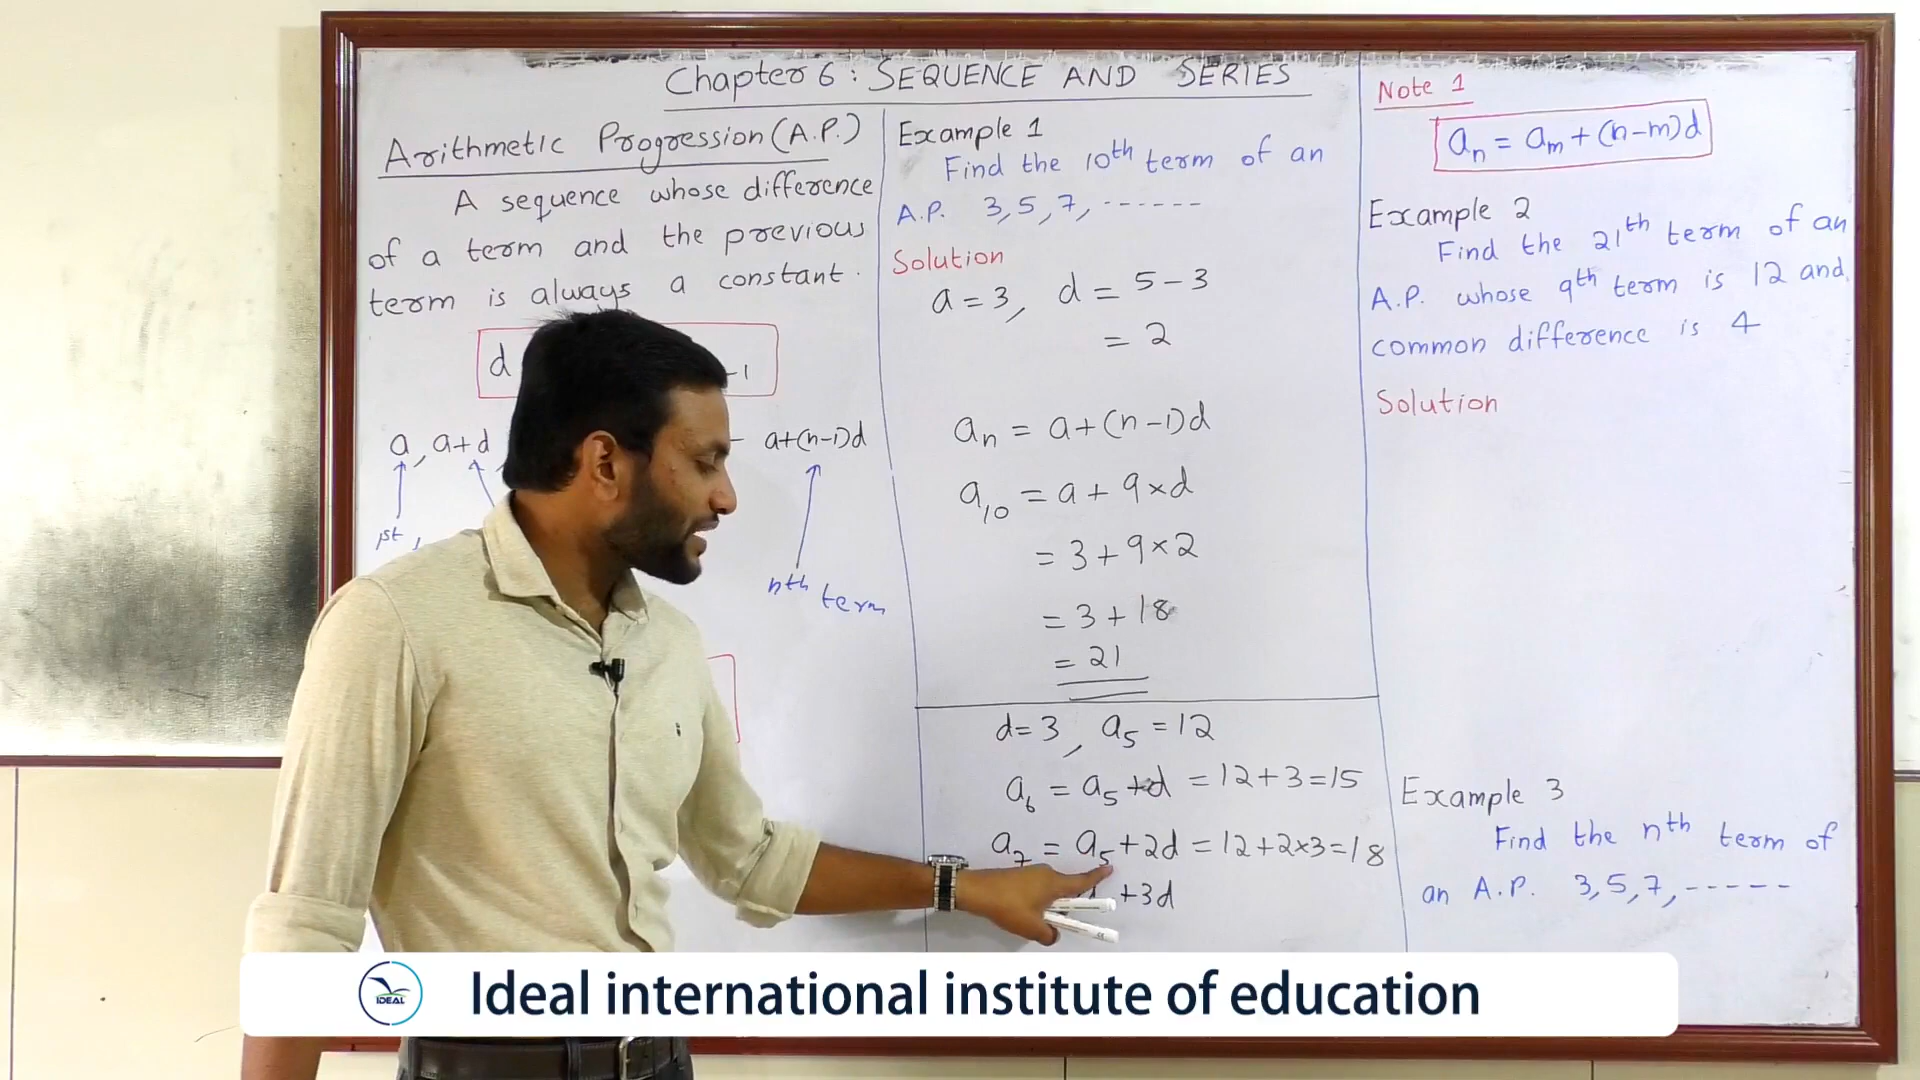 Chapter 6 : SEQUENCE AND SERIES
Arithmetic Progression (A.P.)
A sequence whose difference
of a term and the previous
term is always a constant.
d -1
a, a+d, - a+(n-1)d
1st,
nth term
Example 1
Find the 10th term of an
A.P. 3, 5, 7, ------
Solution
a = 3, d = 5 - 3
= 2
aₙ = a + (n-1)d
a₁₀ = a + 9×d
= 3 + 9×2
= 3 + 18
= 21
d=3, a₅ = 12
a₆ = a₅ + d = 12 + 3 = 15
a₇ = a₅ + 2d = 12 + 2×3 = 18
+3d
Note 1
aₙ = aₘ + (n-m)d
Example 2
Find the 21th term of an
A.P. whose 9th term is 12 and
common difference is 4
Solution
Example 3
Find the nth term of
an A.P. 3, 5, 7, -----
IDEAL
Ideal international institute of education